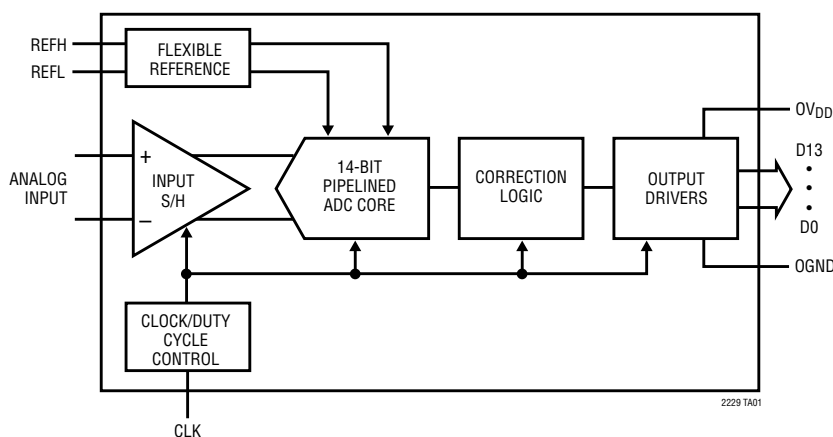 REFH
REFL
FLEXIBLE
REFERENCE
OVDD
ANALOG
INPUT
+
–
INPUT
S/H
14-BIT
PIPELINED
ADC CORE
CORRECTION
LOGIC
OUTPUT
DRIVERS
D13
•
•
•
D0
OGND
CLOCK/DUTY
CYCLE
CONTROL
CLK
2229 TA01